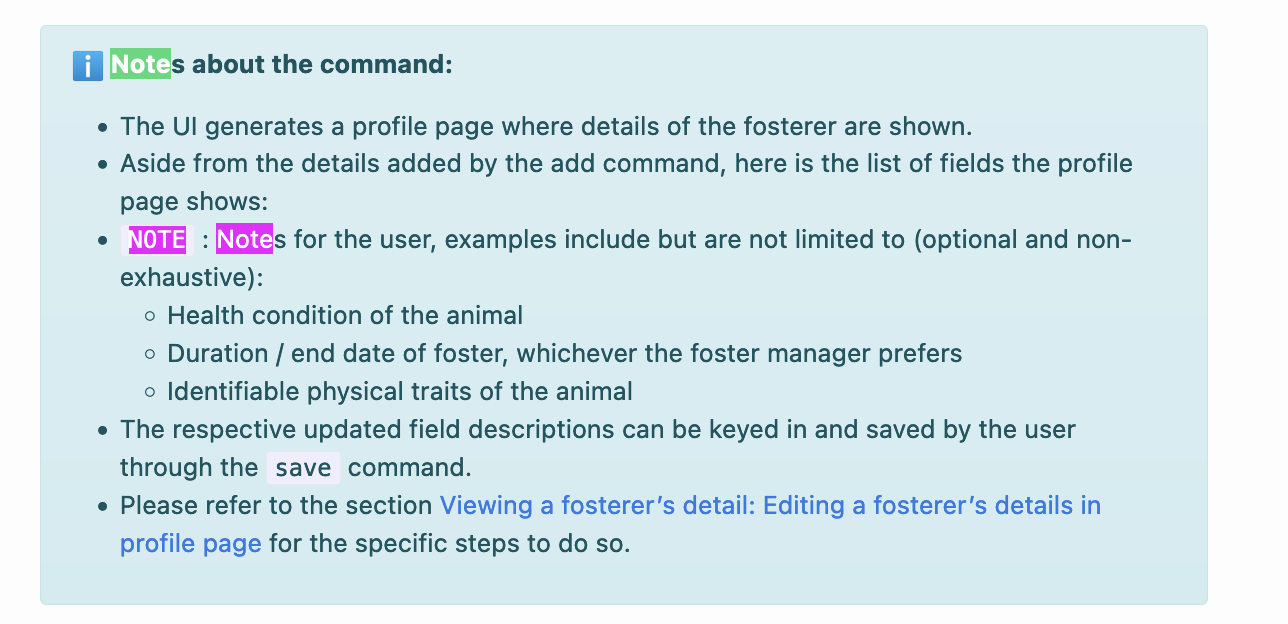 ℹ️ Notes about the command:
• The UI generates a profile page where details of the fosterer are shown.
• Aside from the details added by the add command, here is the list of fields the profile
page shows:
• NOTE : Notes for the user, examples include but are not limited to (optional and non-
exhaustive):
◦ Health condition of the animal
◦ Duration / end date of foster, whichever the foster manager prefers
◦ Identifiable physical traits of the animal
• The respective updated field descriptions can be keyed in and saved by the user
through the save command.
• Please refer to the section Viewing a fosterer’s detail: Editing a fosterer’s details in
profile page for the specific steps to do so.